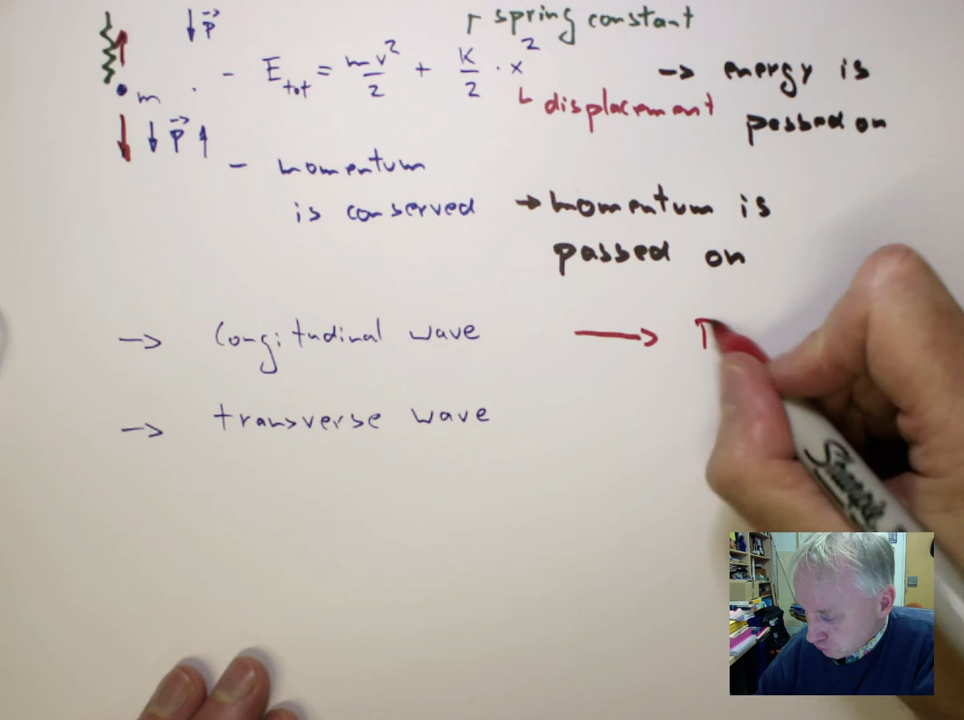 ↓ p⃗
┌ spring constant
m
- E_tot = mv²/2 + K/2 · x²
└ displacement
-> energy is
passed on
↓ p⃗ ↑
- momentum
is conserved
→ momentum is
passed on
-> longitudinal wave →
-> transverse wave
Sharpie